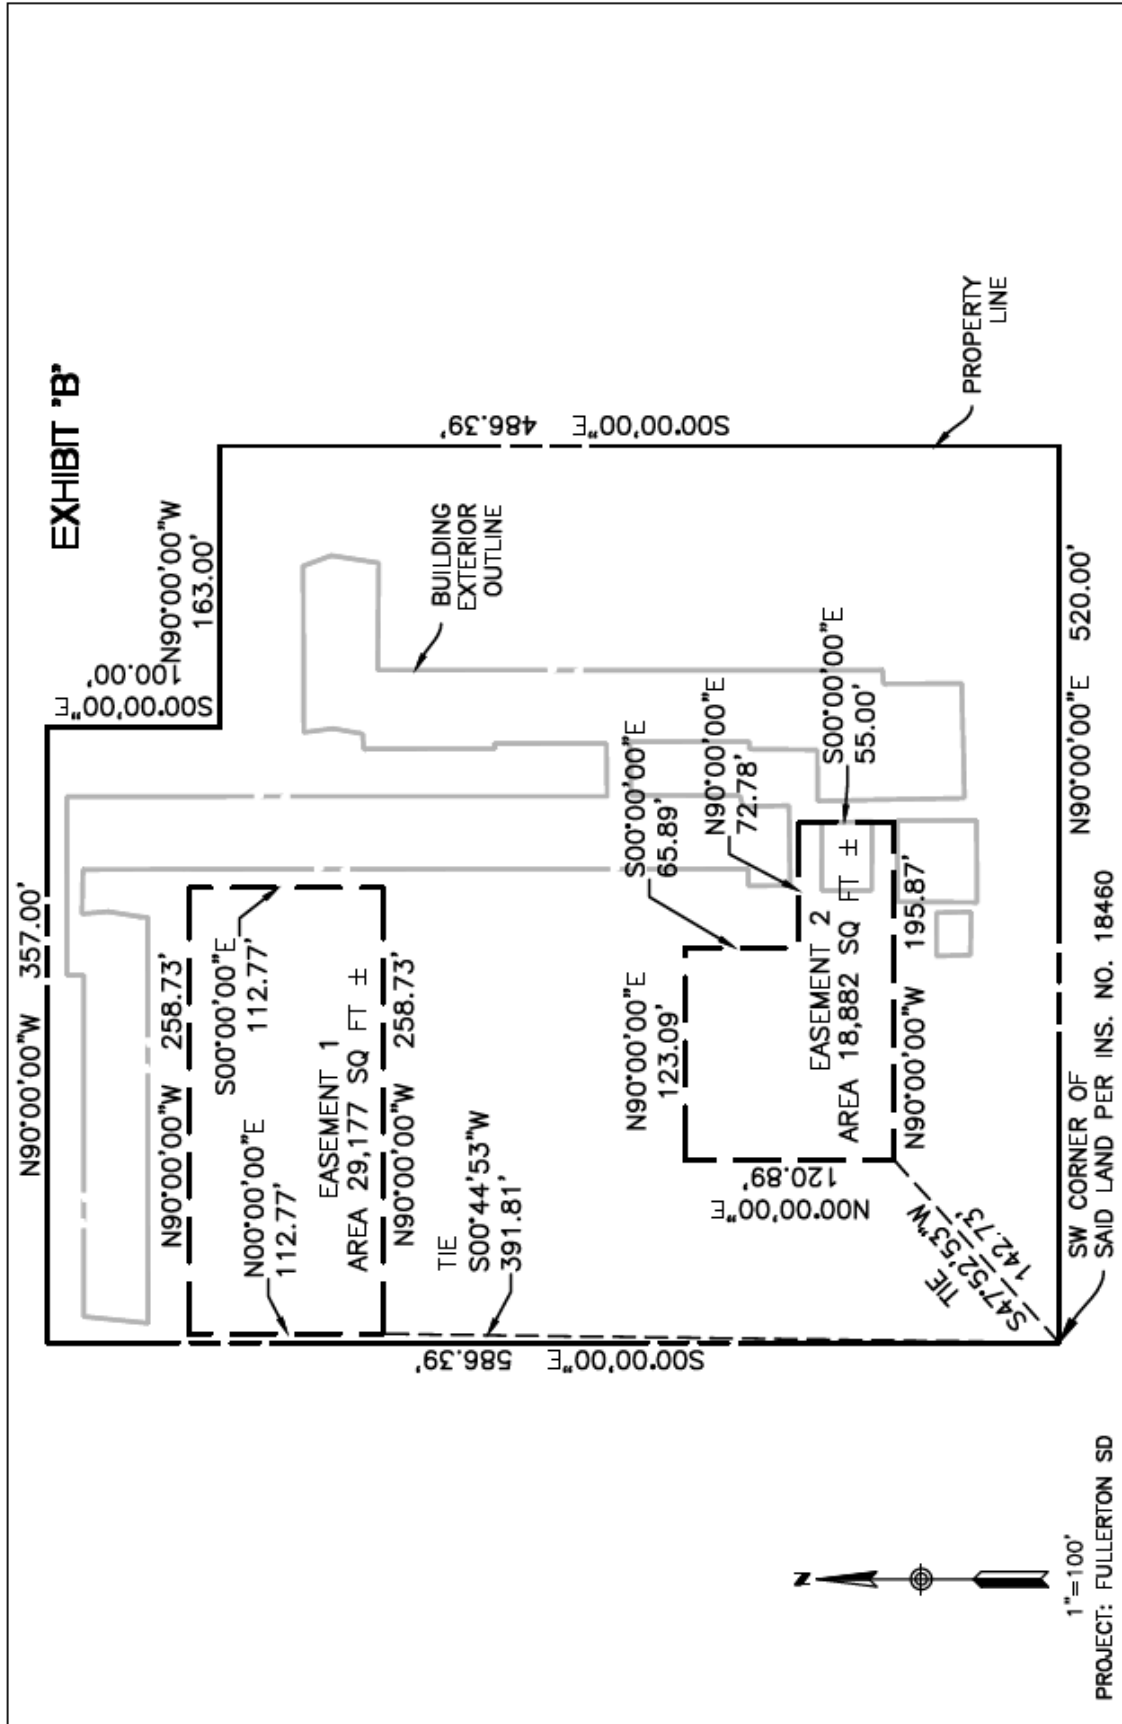 EXHIBIT "B"
N90°00'00"W 357.00'
S00°00'00"E
100.00'
N90°00'00"W
163.00'
S00°00'00"E 486.39'
N90°00'00"W 258.73'
S00°00'00"E
112.77'
N00°00'00"E
112.77'
EASEMENT 1
AREA 29,177 SQ FT ±
N90°00'00"W 258.73'
BUILDING
EXTERIOR
OUTLINE
TIE
S00°44'53"W
391.81'
S00°00'00"E 586.39'
N90°00'00"E
123.09'
S00°00'00"E
65.89'
N90°00'00"E
72.78'
S00°00'00"E
55.00'
EASEMENT 2
AREA 18,882 SQ FT ±
N90°00'00"W 195.87'
N00°00'00"E
120.89'
TIE
S47°52'53"W
142.73'
PROPERTY
LINE
SW CORNER OF
SAID LAND PER INS. NO. 18460
N90°00'00"E 520.00'
N
1"=100'
PROJECT: FULLERTON SD